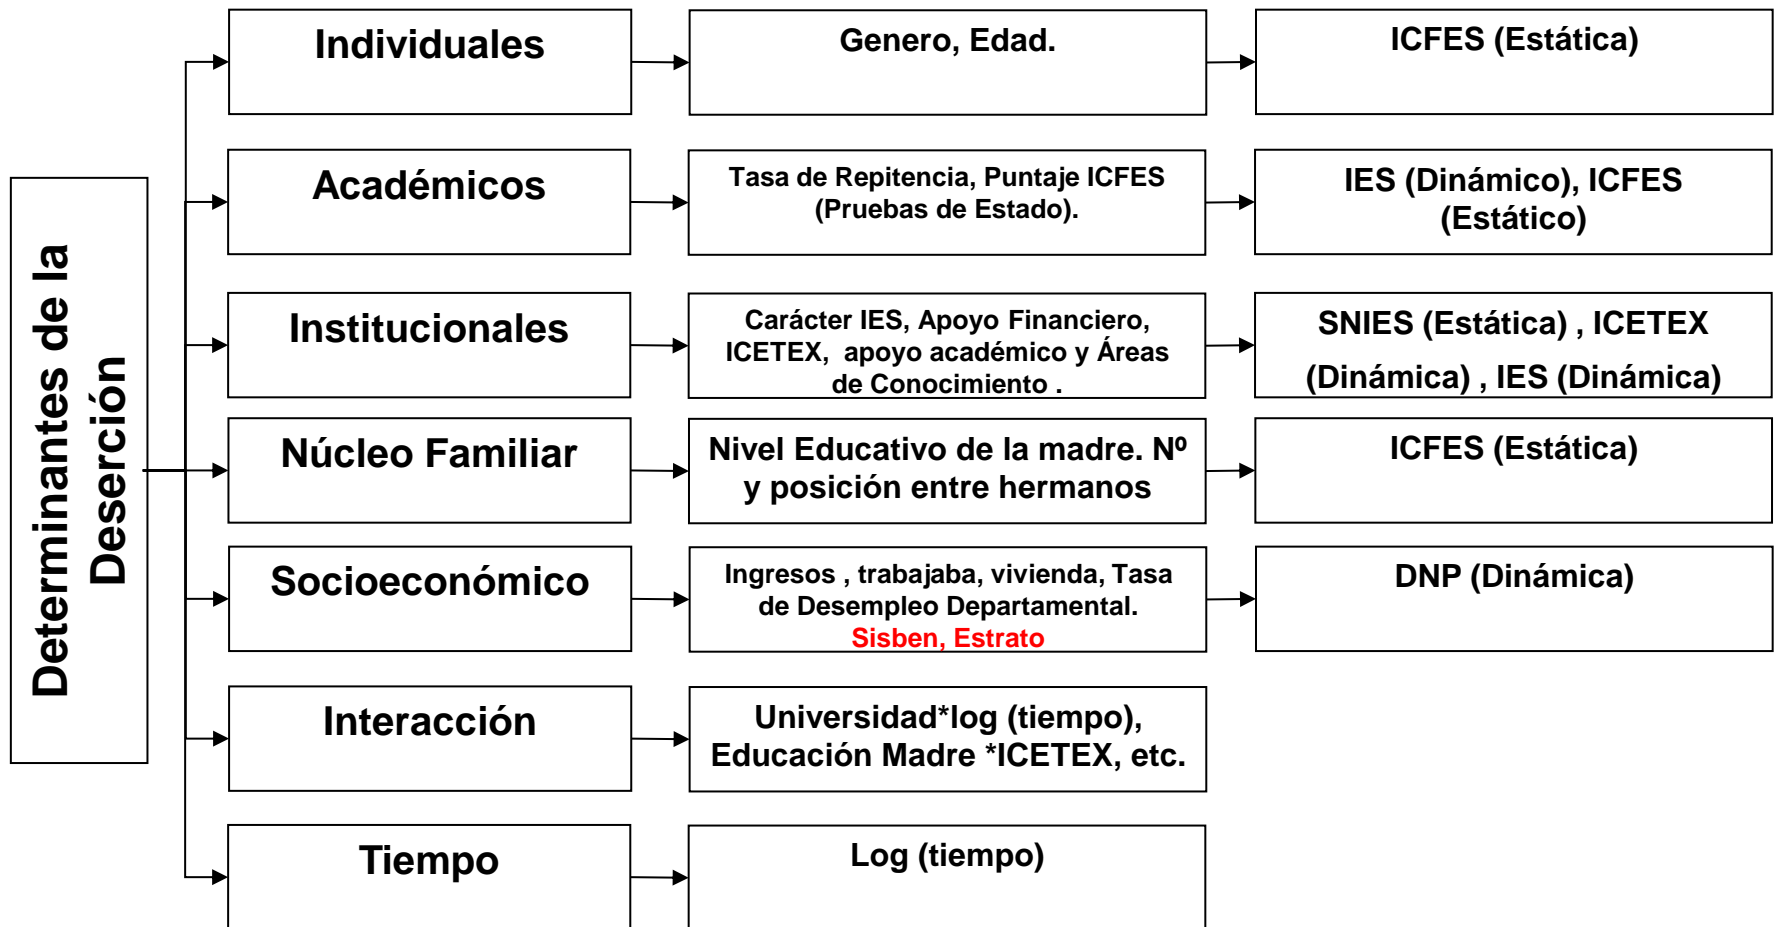 Determinantes de la
Deserción
Individuales
Genero, Edad.
ICFES (Estática)
Académicos
Tasa de Repitencia, Puntaje ICFES
(Pruebas de Estado).
IES (Dinámico), ICFES
(Estático)
Institucionales
Carácter IES, Apoyo Financiero,
ICETEX, apoyo académico y Áreas
de Conocimiento .
SNIES (Estática) , ICETEX
(Dinámica) , IES (Dinámica)
Núcleo Familiar
Nivel Educativo de la madre. Nº
y posición entre hermanos
ICFES (Estática)
Socioeconómico
Ingresos , trabajaba, vivienda, Tasa
de Desempleo Departamental.
Sisben, Estrato
DNP (Dinámica)
Interacción
Universidad*log (tiempo),
Educación Madre *ICETEX, etc.
Tiempo
Log (tiempo)